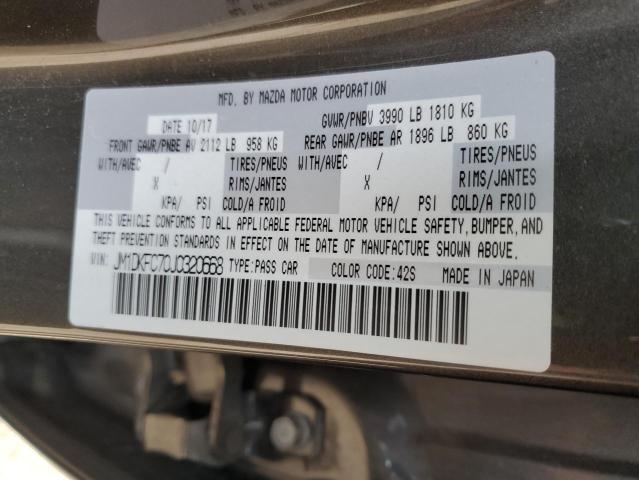 MFD. BY MAZDA MOTOR CORPORATION
DATE 10/17 GVWR/PNBV 3990 LB 1810 KG
FRONT GAWR/PNBE AV 2112 LB 958 KG REAR GAWR/PNBE AR 1896 LB 860 KG
WITH/AVEC / TIRES/PNEUS WITH/AVEC / TIRES/PNEUS
X RIMS/JANTES X RIMS/JANTES
KPA/ PSI COLD/A FROID KPA/ PSI COLD/A FROID
THIS VEHICLE CONFORMS TO ALL APPLICABLE FEDERAL MOTOR VEHICLE SAFETY, BUMPER, AND
THEFT PREVENTION STANDARDS IN EFFECT ON THE DATE OF MANUFACTURE SHOWN ABOVE.
VIN: JM1DKFC70J0320668 TYPE:PASS CAR COLOR CODE:42S MADE IN JAPAN